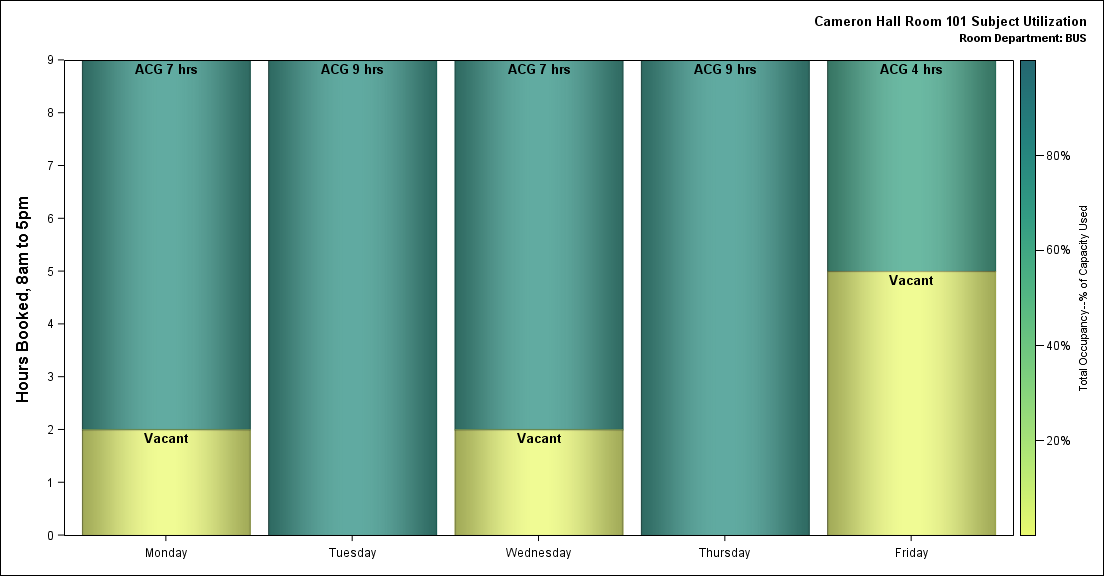 Cameron Hall Room 101 Subject Utilization
Room Department: BUS
Hours Booked, 8am to 5pm
9
8
7
6
5
4
3
2
1
0
ACG 7 hrs
ACG 9 hrs
ACG 7 hrs
ACG 9 hrs
ACG 4 hrs
Vacant
Vacant
Vacant
Monday
Tuesday
Wednesday
Thursday
Friday
80%
60%
40%
20%
Total Occupancy--% of Capacity Used